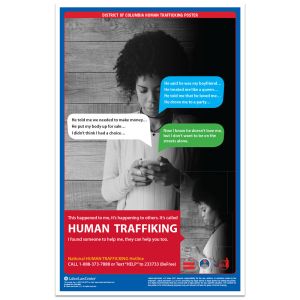 DISTRICT OF COLUMBIA HUMAN TRAFFICKING POSTER
He said he was my boyfriend...
He treated me like a queen...
He told me that he loved me...
He drove me to a party...
He told me we needed to make money...
He put my body up for sale...
I didn't think I had a choice...
Now I know he doesn't love me,
but I don't want to be on the
streets alone.
This happened to me, it's happening to others. It's called
HUMAN TRAFFIKING
I found someone to help me, they can help you too.
National HUMAN TRAFFICKING Hotline
CALL 1-888-373-7888 or Text "HELP" to 233733 (BeFree)
LaborLawCenter